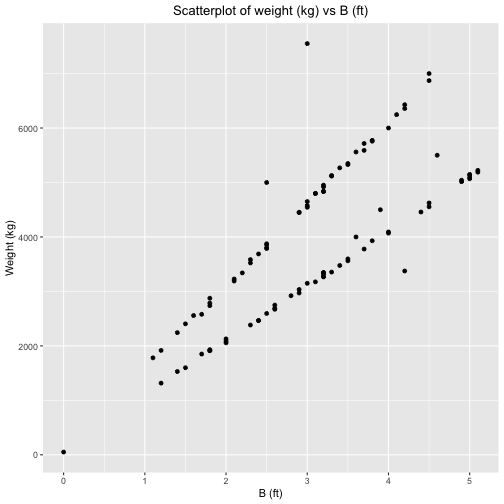 Scatterplot of weight (kg) vs B (ft)
Weight (kg)
6000
4000
2000
0
0 1 2 3 4 5
B (ft)